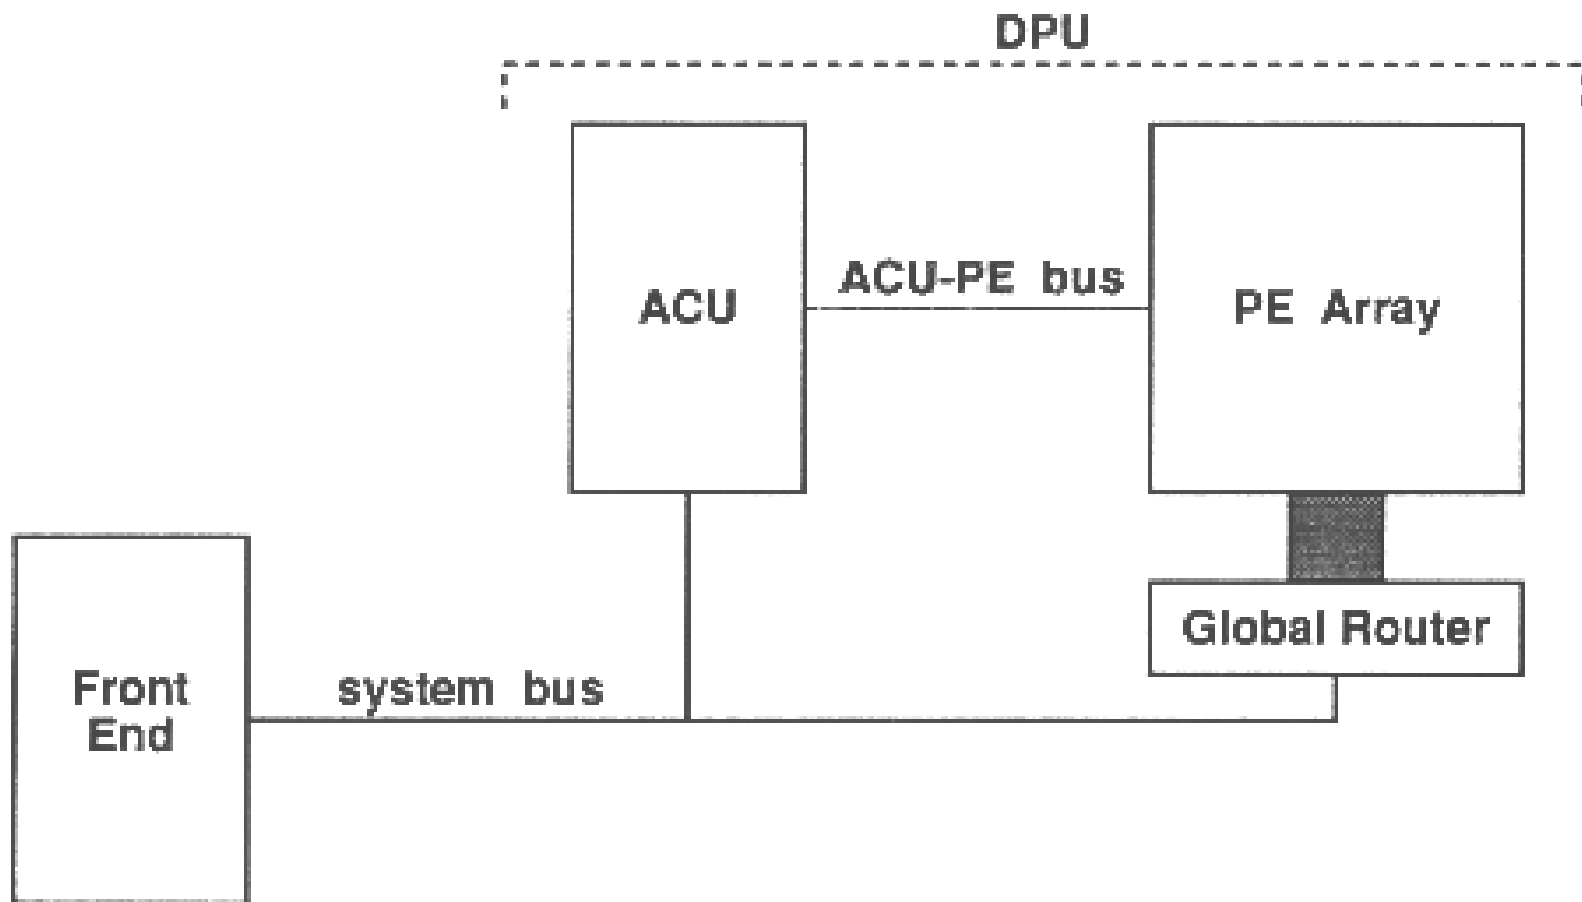 DPU
ACU
ACU-PE bus
PE Array
Global Router
Front
End
system bus